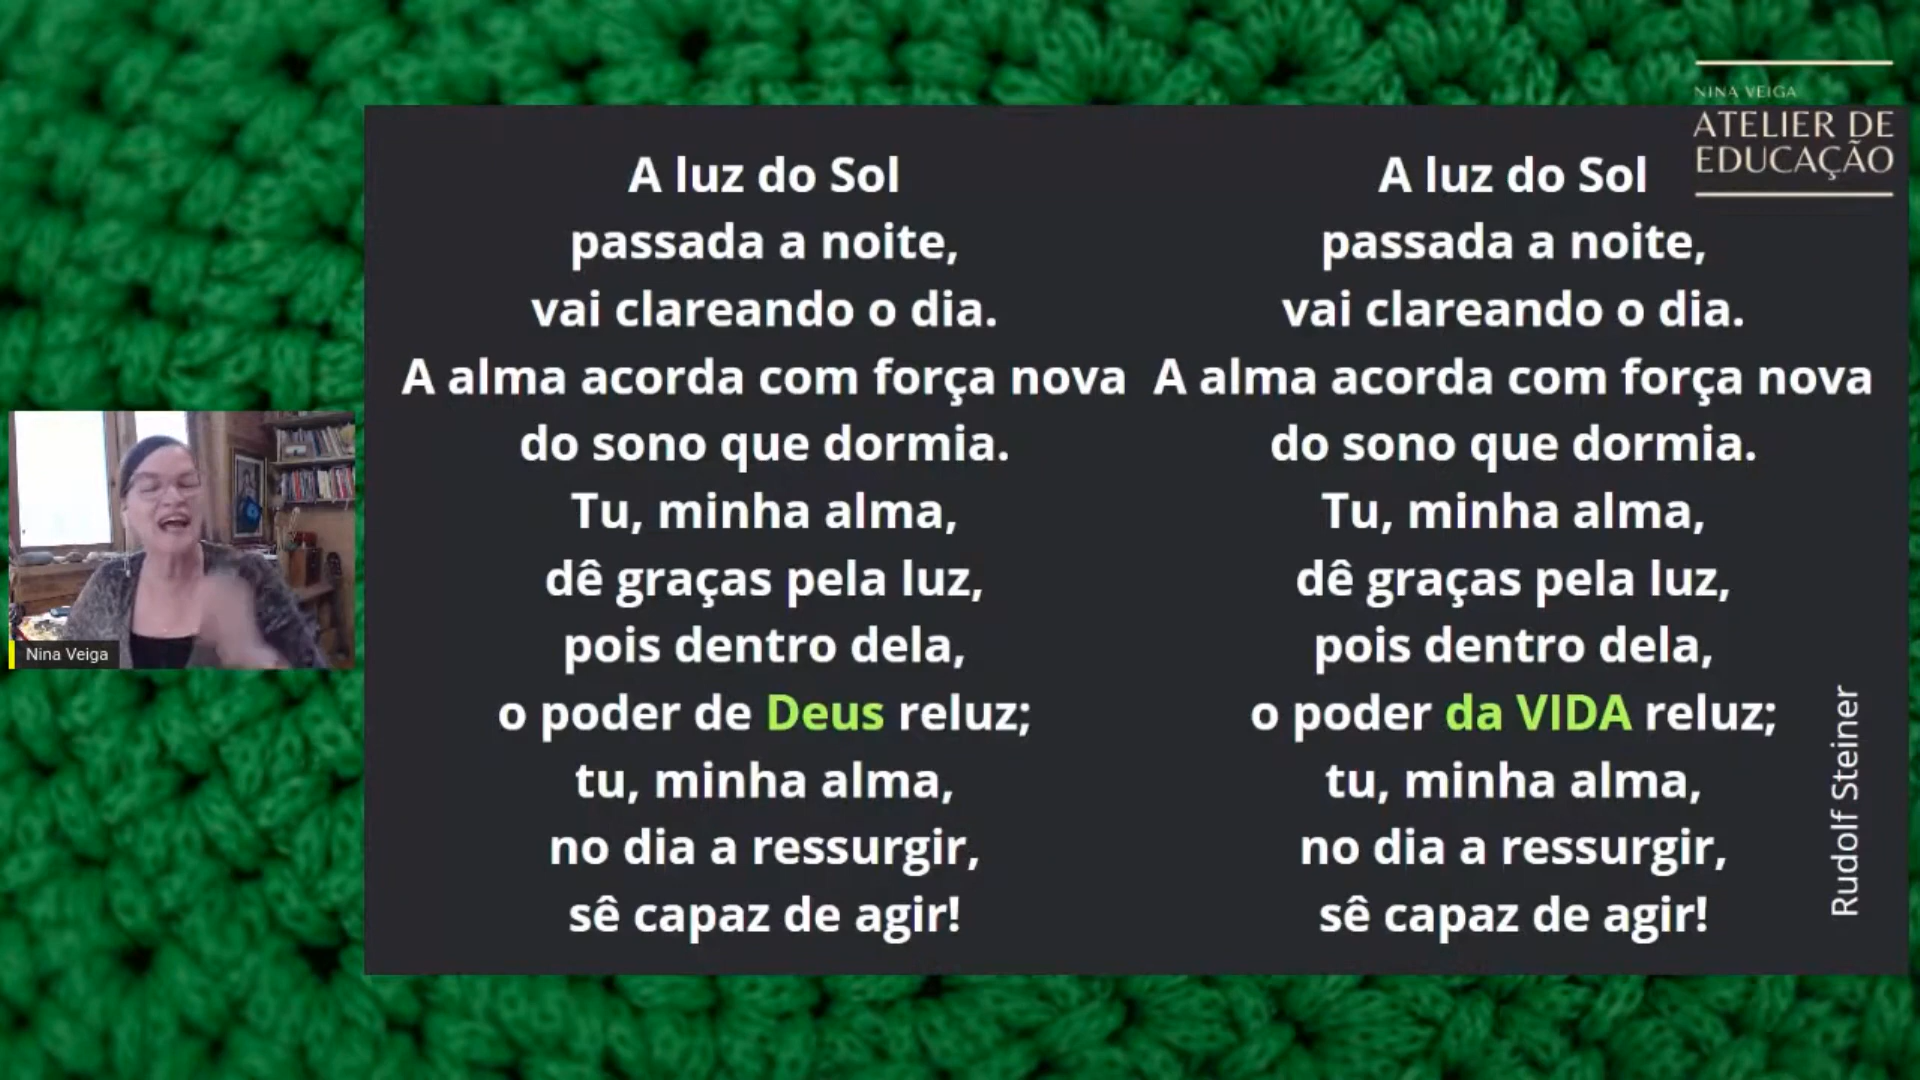 NINA VEIGA
ATELIER DE
EDUCAÇÃO
A luz do Sol
passada a noite,
vai clareando o dia.
A alma acorda com força nova
do sono que dormia.
Tu, minha alma,
dê graças pela luz,
pois dentro dela,
o poder de Deus reluz;
tu, minha alma,
no dia a ressurgir,
sê capaz de agir!
A luz do Sol
passada a noite,
vai clareando o dia.
A alma acorda com força nova
do sono que dormia.
Tu, minha alma,
dê graças pela luz,
pois dentro dela,
o poder da VIDA reluz;
tu, minha alma,
no dia a ressurgir,
sê capaz de agir!
Rudolf Steiner
Nina Veiga